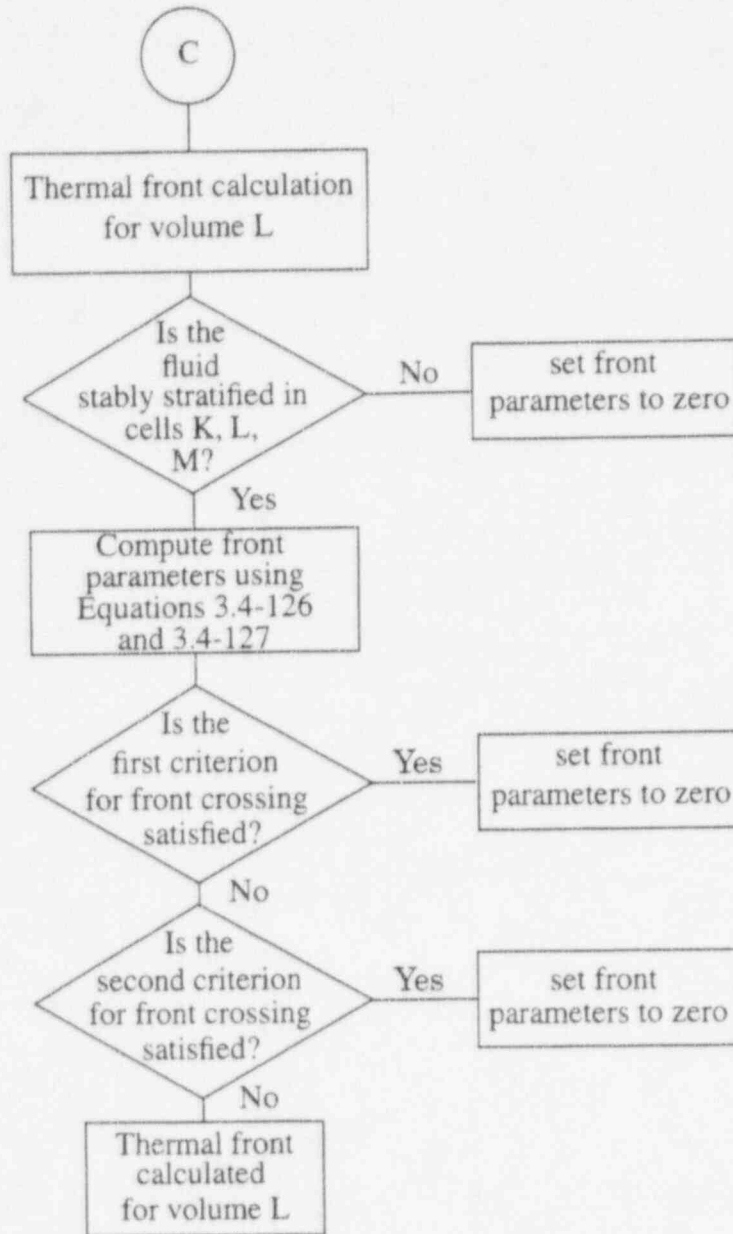 C
Thermal front calculation
for volume L
Is the
fluid
stably stratified in
cells K, L,
M?
No
set front
parameters to zero
Yes
Compute front
parameters using
Equations 3.4-126
and 3.4-127
Is the
first criterion
for front crossing
satisfied?
Yes
set front
parameters to zero
No
Is the
second criterion
for front crossing
satisfied?
Yes
set front
parameters to zero
No
Thermal front
calculated
for volume L